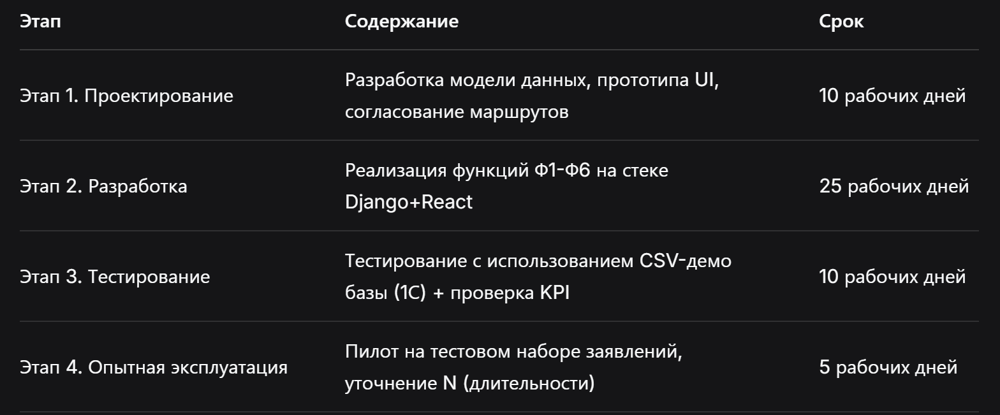 Этап Содержание Срок
Разработка модели данных, прототипа UI,
Этап 1. Проектирование 10 рабочих дней
согласование маршрутов
Реализация функций Ф1-Ф6 на стеке
Этап 2. Разработка 25 рабочих дней
Django+React
Тестирование с использованием CSV-демо
Этап 3. Тестирование 10 рабочих дней
базы (1С) + проверка KPI
Пилот на тестовом наборе заявлений,
Этап 4. Опытная эксплуатация 5 рабочих дней
уточнение N (длительности)